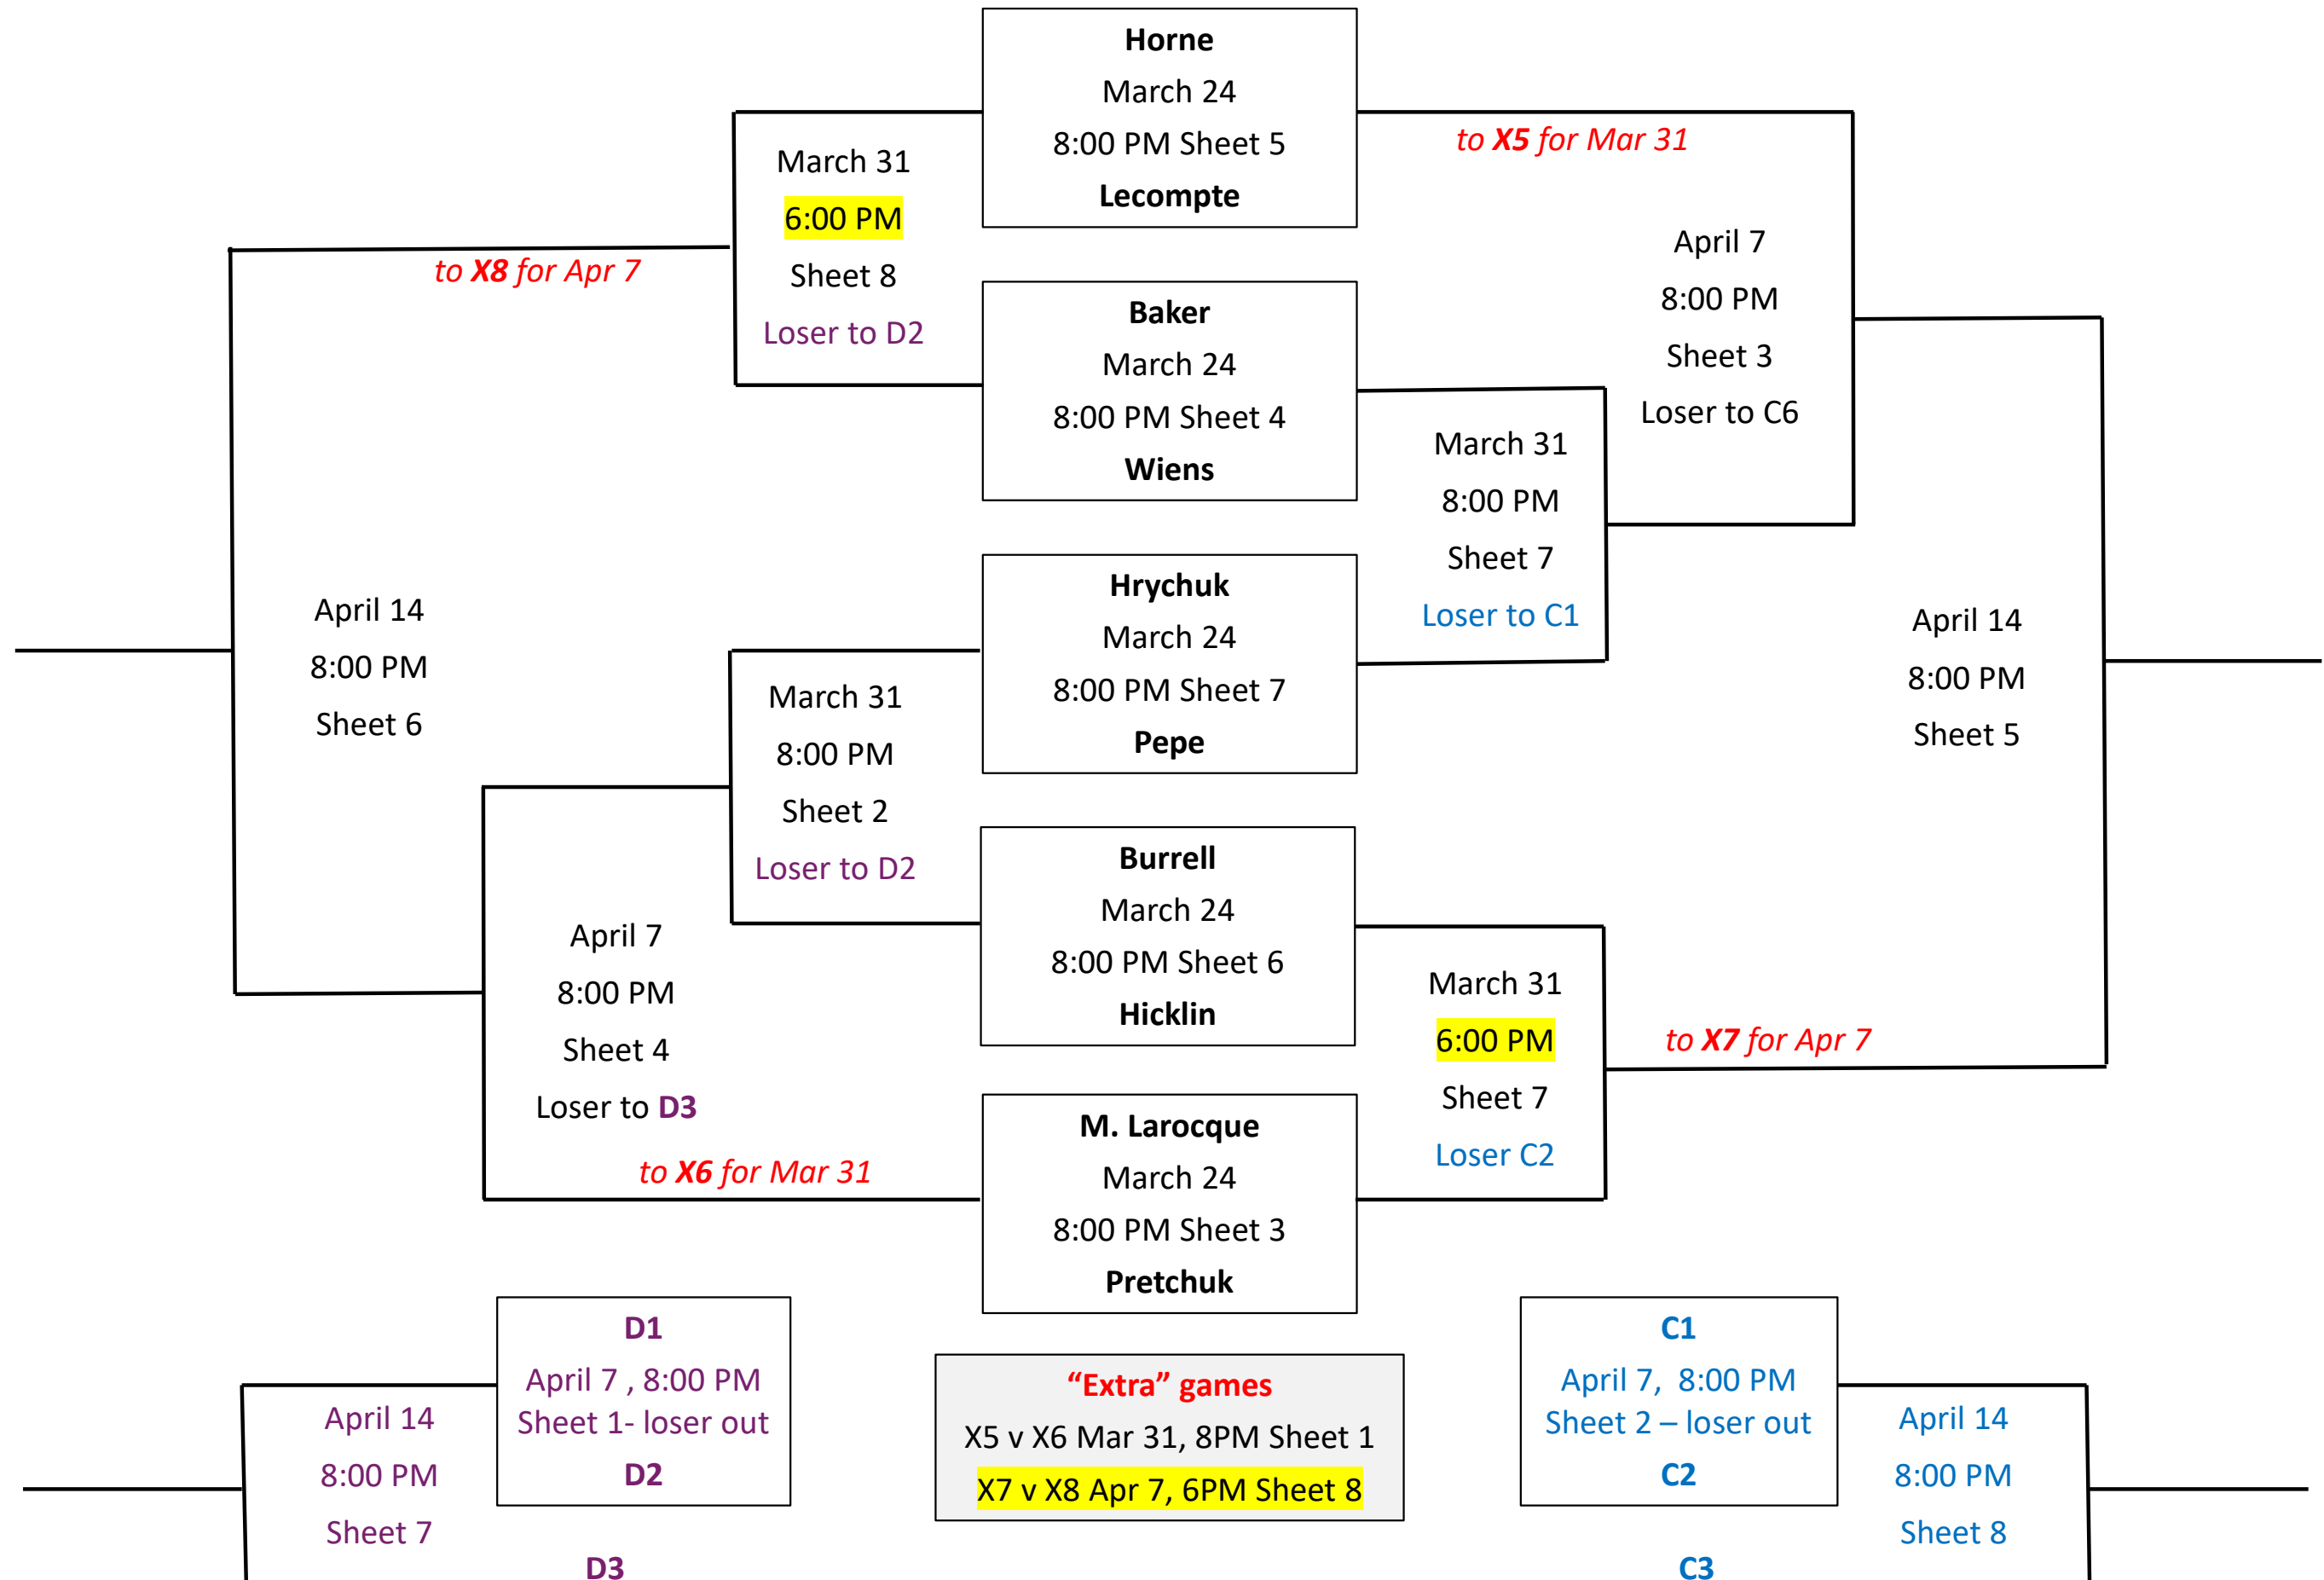 Horne
March 24
8:00 PM Sheet 5
Lecompte
to X5 for Mar 31
March 31
6:00 PM
Sheet 8
Loser to D2
to X8 for Apr 7
April 7
8:00 PM
Sheet 3
Loser to C6
Baker
March 24
8:00 PM Sheet 4
Wiens
March 31
8:00 PM
Sheet 7
Loser to C1
Hrychuk
March 24
8:00 PM Sheet 7
Pepe
April 14
8:00 PM
Sheet 6
April 14
8:00 PM
Sheet 5
March 31
8:00 PM
Sheet 2
Loser to D2
Burrell
March 24
8:00 PM Sheet 6
Hicklin
April 7
8:00 PM
Sheet 4
Loser to D3
March 31
6:00 PM
Sheet 7
Loser C2
to X7 for Apr 7
to X6 for Mar 31
M. Larocque
March 24
8:00 PM Sheet 3
Pretchuk
D1
April 7 , 8:00 PM
Sheet 1- loser out
D2
April 14
8:00 PM
Sheet 7
D3
“Extra” games
X5 v X6 Mar 31, 8PM Sheet 1
X7 v X8 Apr 7, 6PM Sheet 8
C1
April 7, 8:00 PM
Sheet 2 – loser out
C2
April 14
8:00 PM
Sheet 8
C3